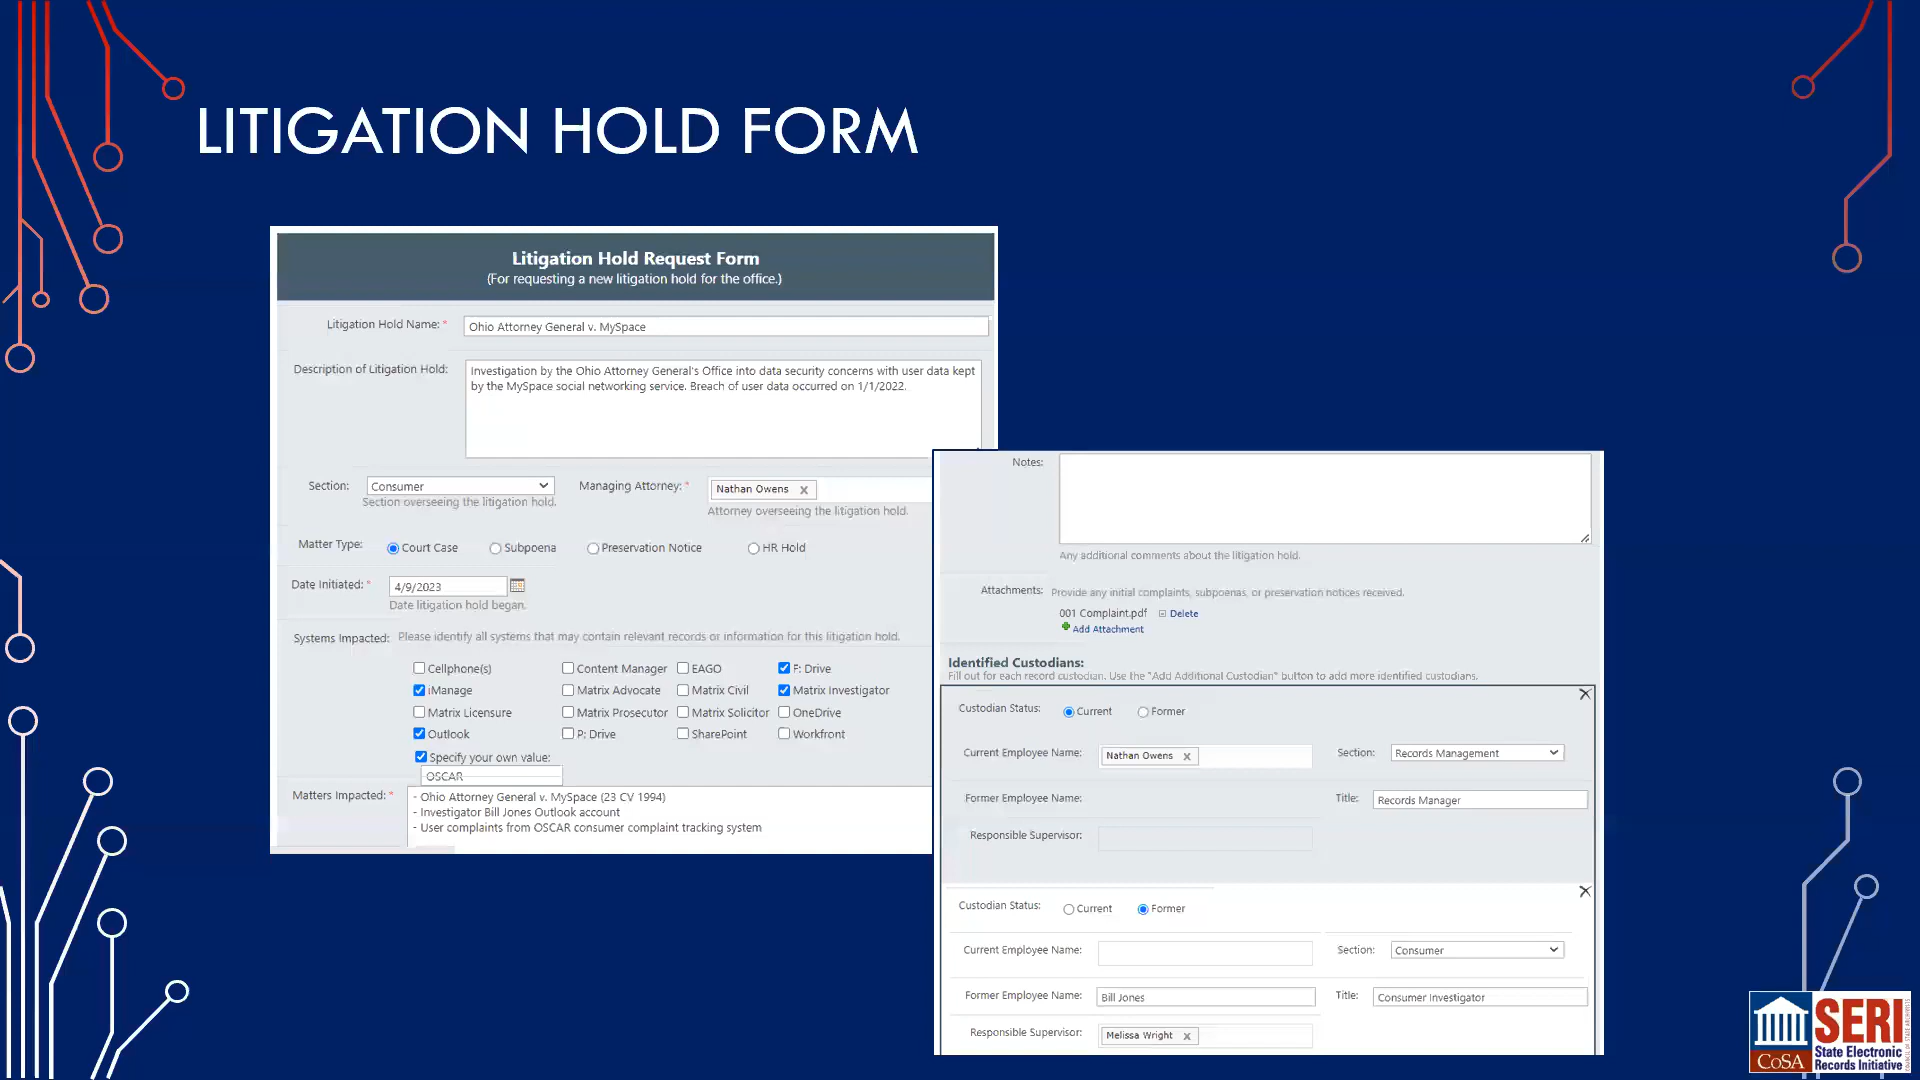 LITIGATION HOLD FORM
Litigation Hold Request Form
(For requesting a new litigation hold for the office.)
Litigation Hold Name: * Ohio Attorney General v. MySpace
Description of Litigation Hold: Investigation by the Ohio Attorney General's Office into data security concerns with user data kept
by the MySpace social networking service. Breach of user data occurred on 1/1/2022.
Section: Consumer Managing Attorney: * Nathan Owens x
Section overseeing the litigation hold. Attorney overseeing the litigation hold.
Matter Type: Court Case Subpoena Preservation Notice HR Hold
Date Initiated: * 4/9/2023
Date litigation hold began.
Systems Impacted: Please identify all systems that may contain relevant records or information for this litigation hold.
Cellphone(s) Content Manager EAGO F: Drive
iManage Matrix Advocate Matrix Civil Matrix Investigator
Matrix Licensure Matrix Prosecutor Matrix Solicitor OneDrive
Outlook P: Drive SharePoint Workfront
Specify your own value:
OSCAR
Matters Impacted: * - Ohio Attorney General v. MySpace (23 CV 1994)
- Investigator Bill Jones Outlook account
- User complaints from OSCAR consumer complaint tracking system
Notes:
Any additional comments about the litigation hold.
Attachments: Provide any initial complaints, subpoenas, or preservation notices received.
001 Complaint.pdf Delete
Add Attachment
Identified Custodians:
Fill out for each record custodian. Use the "Add Additional Custodian" button to add more identified custodians.
Custodian Status: Current Former
Current Employee Name: Nathan Owens x Section: Records Management
Former Employee Name: Title: Records Manager
Responsible Supervisor:
Custodian Status: Current Former
Current Employee Name: Section: Consumer
Former Employee Name: Bill Jones Title: Consumer Investigator
Responsible Supervisor: Melissa Wright x
CoSA
SERI
State Electronic
Records Initiative